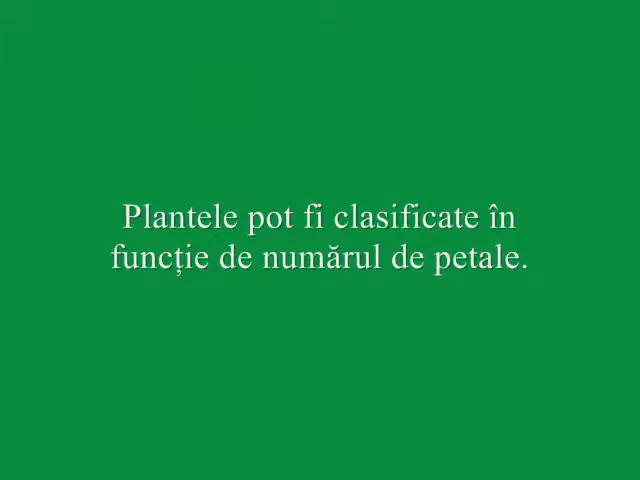 Plantele pot fi clasificate în
funcție de numărul de petale.